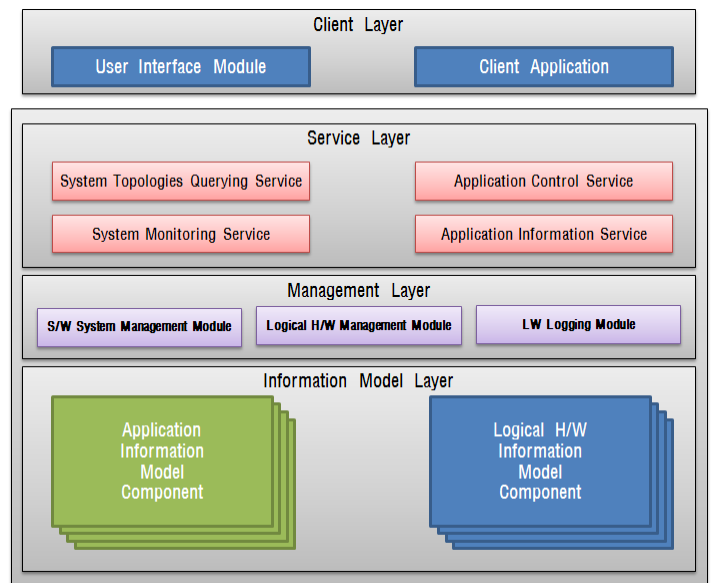 Client Layer
User Interface Module
Client Application
Service Layer
System Topologies Querying Service
Application Control Service
System Monitoring Service
Application Information Service
Management Layer
S/W System Management Module
Logical H/W Management Module
LW Logging Module
Information Model Layer
Application
Information
Model
Component
Logical H/W
Information
Model
Component